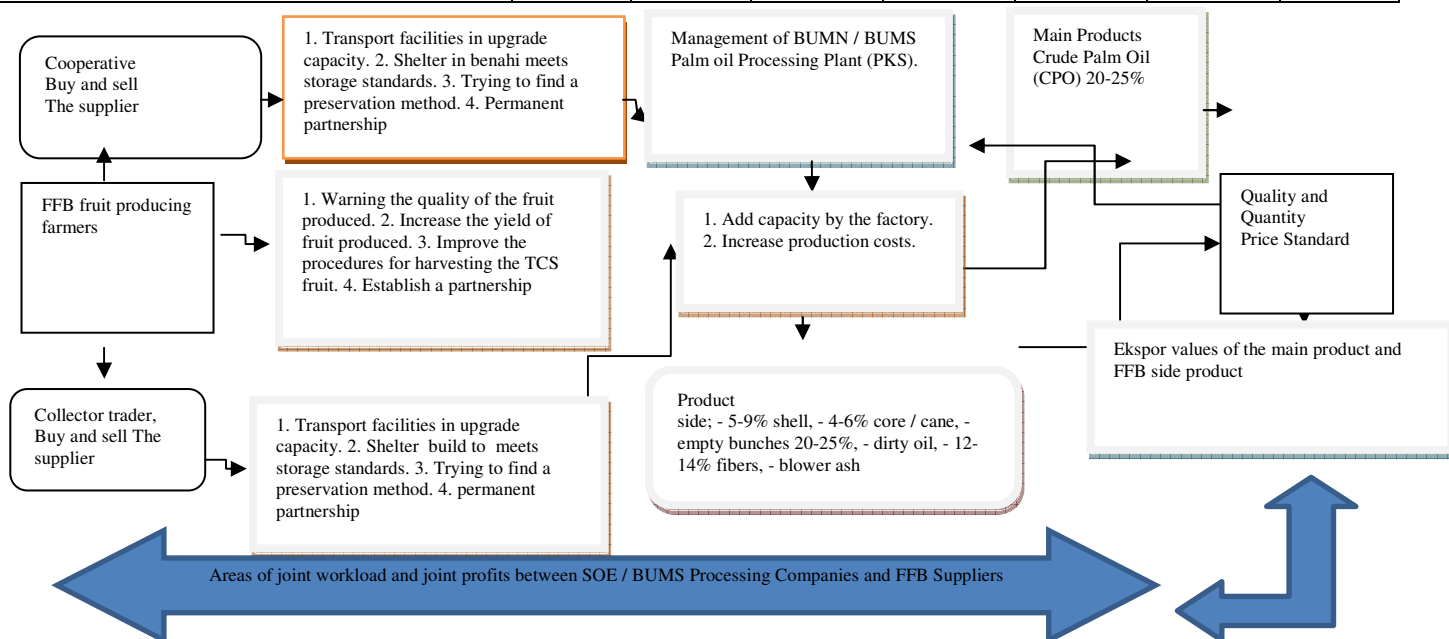 Cooperative
Buy and sell
The supplier
1. Transport facilities in upgrade
capacity. 2. Shelter in benahi meets
storage standards. 3. Trying to find a
preservation method. 4. Permanent
partnership
Management of BUMN / BUMS
Palm oil Processing Plant (PKS).
Main Products
Crude Palm Oil
(CPO) 20-25%
FFB fruit producing
farmers
1. Warning the quality of the fruit
produced. 2. Increase the yield of
fruit produced. 3. Improve the
procedures for harvesting the TCS
fruit. 4. Establish a partnership
1. Add capacity by the factory.
2. Increase production costs.
Quality and
Quantity
Price Standard
Ekspor values of the main product and
FFB side product
Collector trader,
Buy and sell The
supplier
1. Transport facilities in upgrade
capacity. 2. Shelter build to meets
storage standards. 3. Trying to find a
preservation method. 4. permanent
partnership
Product
side; - 5-9% shell, - 4-6% core / cane, -
empty bunches 20-25%, - dirty oil, - 12-
14% fibers, - blower ash
Areas of joint workload and joint profits between SOE / BUMS Processing Companies and FFB Suppliers